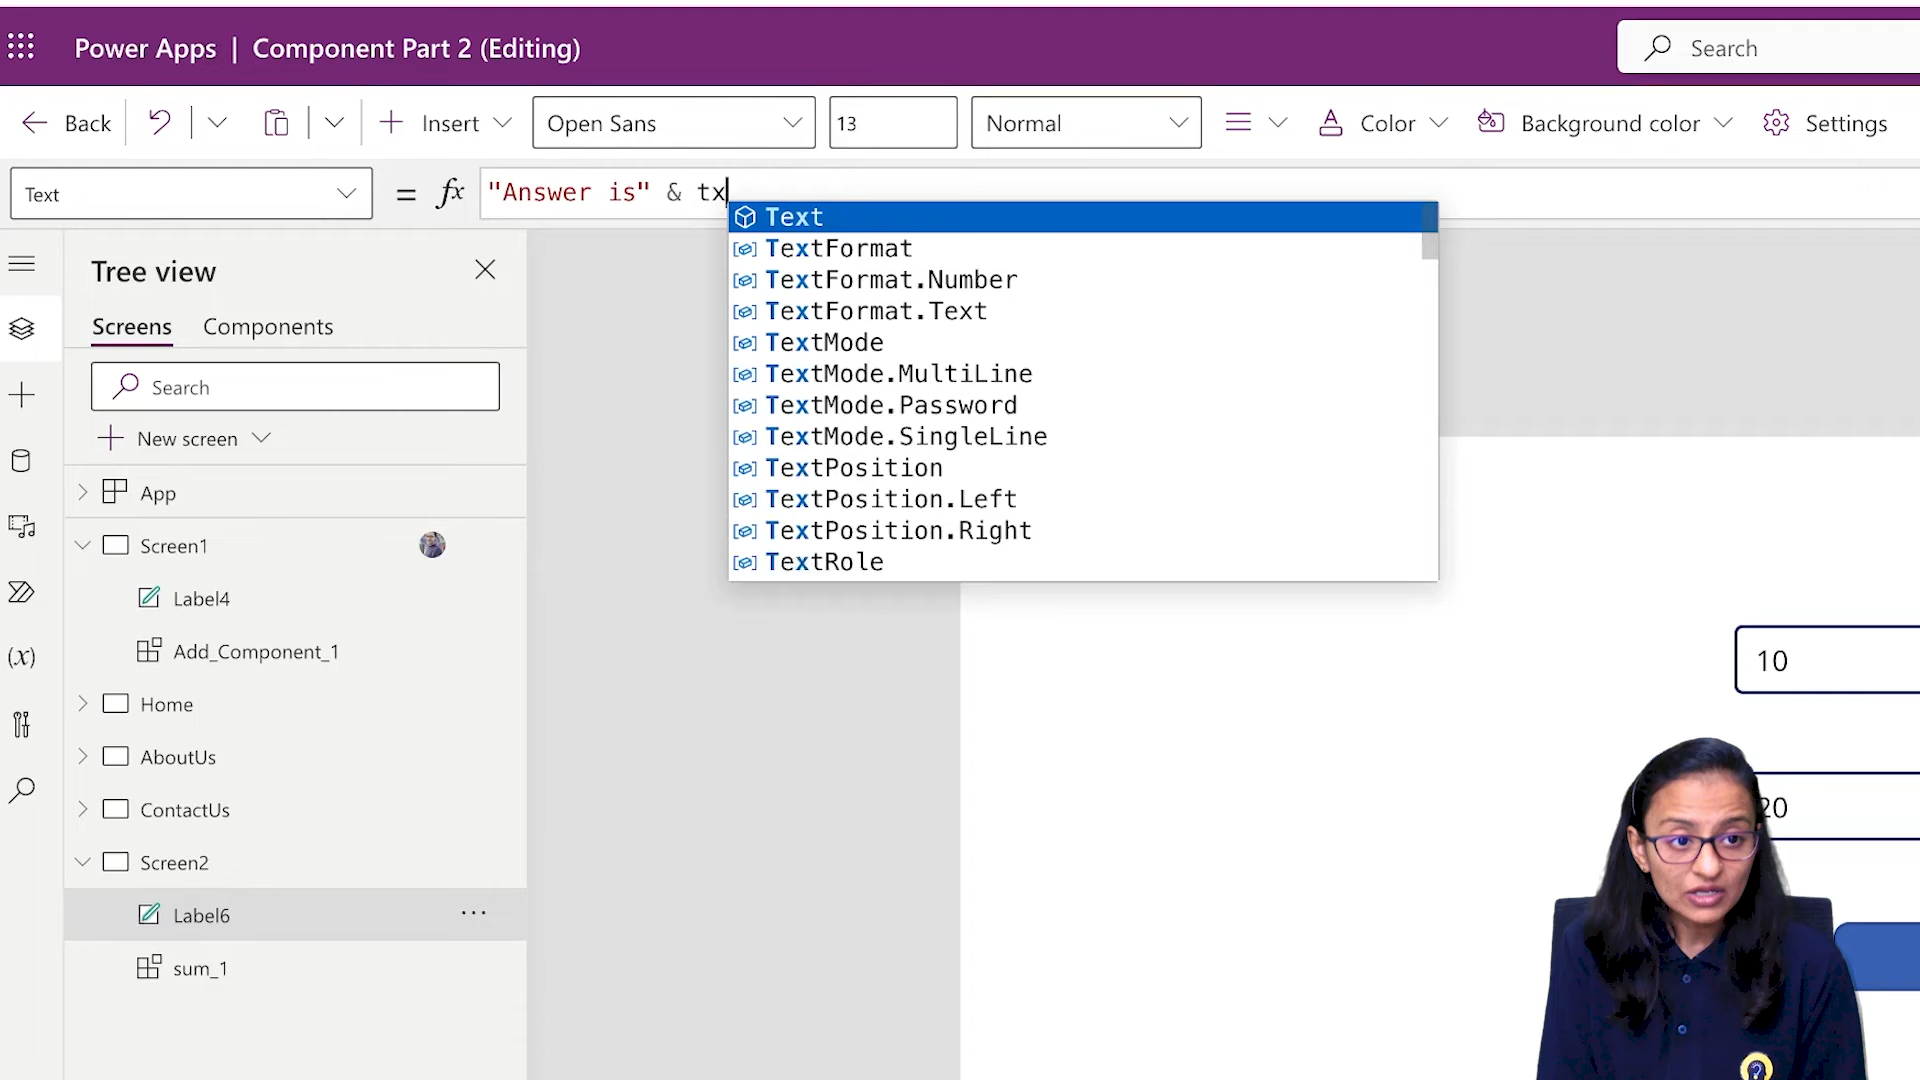 Power Apps | Component Part 2 (Editing)
Search
Back
Insert
Open Sans
13
Normal
Color
Background color
Settings
Text
= fx "Answer is" & tx
Text
TextFormat
TextFormat.Number
TextFormat.Text
TextMode
TextMode.MultiLine
TextMode.Password
TextMode.SingleLine
TextPosition
TextPosition.Left
TextPosition.Right
TextRole
Tree view
Screens Components
Search
New screen
App
Screen1
Label4
Add_Component_1
Home
AboutUs
ContactUs
Screen2
Label6
sum_1
(x)
10
20